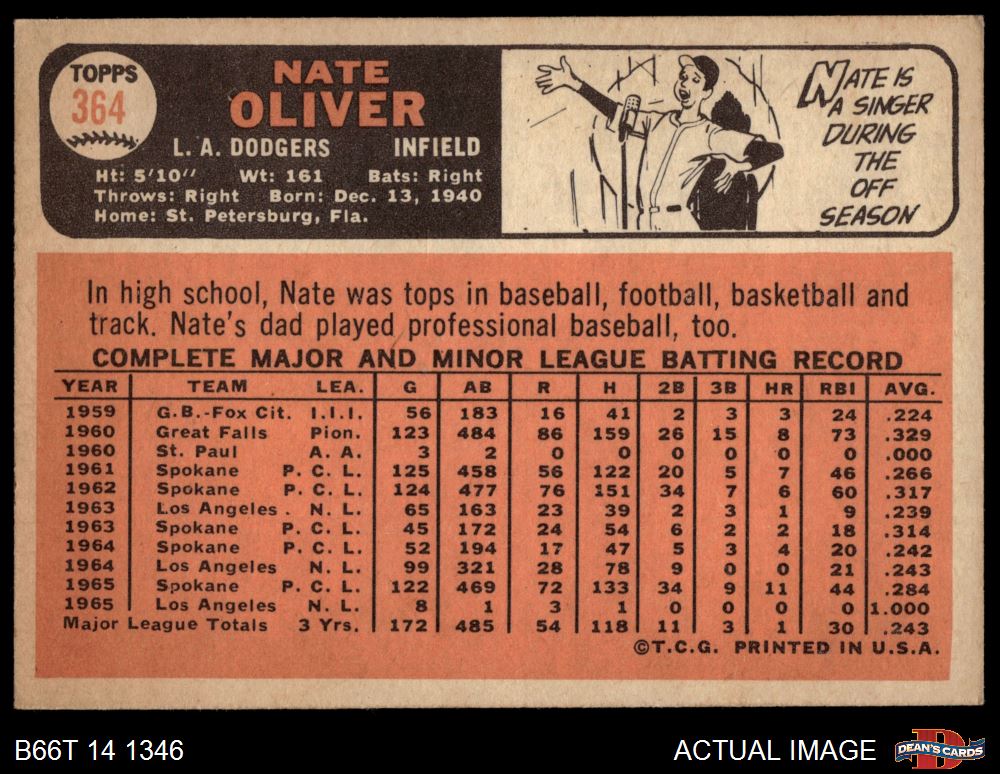 TOPPS
364
NATE
OLIVER
L. A. DODGERS INFIELD
Ht: 5'10" Wt: 161 Bats: Right
Throws: Right Born: Dec. 13, 1940
Home: St. Petersburg, Fla.
NATE IS
A SINGER
DURING
THE
OFF
SEASON
In high school, Nate was tops in baseball, football, basketball and
track. Nate's dad played professional baseball, too.
COMPLETE MAJOR AND MINOR LEAGUE BATTING RECORD
YEAR TEAM LEA. G AB R H 2B 3B HR RBI AVG.
1959 G.B.-Fox Cit. I.I.I. 56 183 16 41 2 3 3 24 .224
1960 Great Falls Pion. 123 484 86 159 26 15 8 73 .329
1960 St. Paul A. A. 3 2 0 0 0 0 0 0 .000
1961 Spokane P. C. L. 125 458 56 122 20 5 7 46 .266
1962 Spokane P. C. L. 124 477 76 151 34 7 6 60 .317
1963 Los Angeles . N. L. 65 163 23 39 2 3 1 9 .239
1963 Spokane P. C. L. 45 172 24 54 6 2 2 18 .314
1964 Spokane P. C. L. 52 194 17 47 5 3 4 20 .242
1964 Los Angeles N. L. 99 321 28 78 9 0 0 21 .243
1965 Spokane P. C. L. 122 469 72 133 34 9 11 44 .284
1965 Los Angeles N. L. 8 1 3 1 0 0 0 0 1.000
Major League Totals 3 Yrs. 172 485 54 118 11 3 1 30 .243
©T.C.G. PRINTED IN U.S.A.
B66T 14 1346 ACTUAL IMAGE DEAN'S CARDS